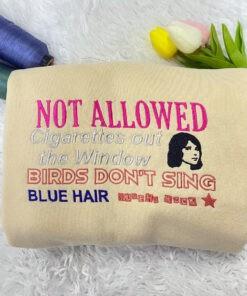 NOT ALLOWED
Cigarettes out
the Window
BIRDS DON'T SING
BLUE HAIR